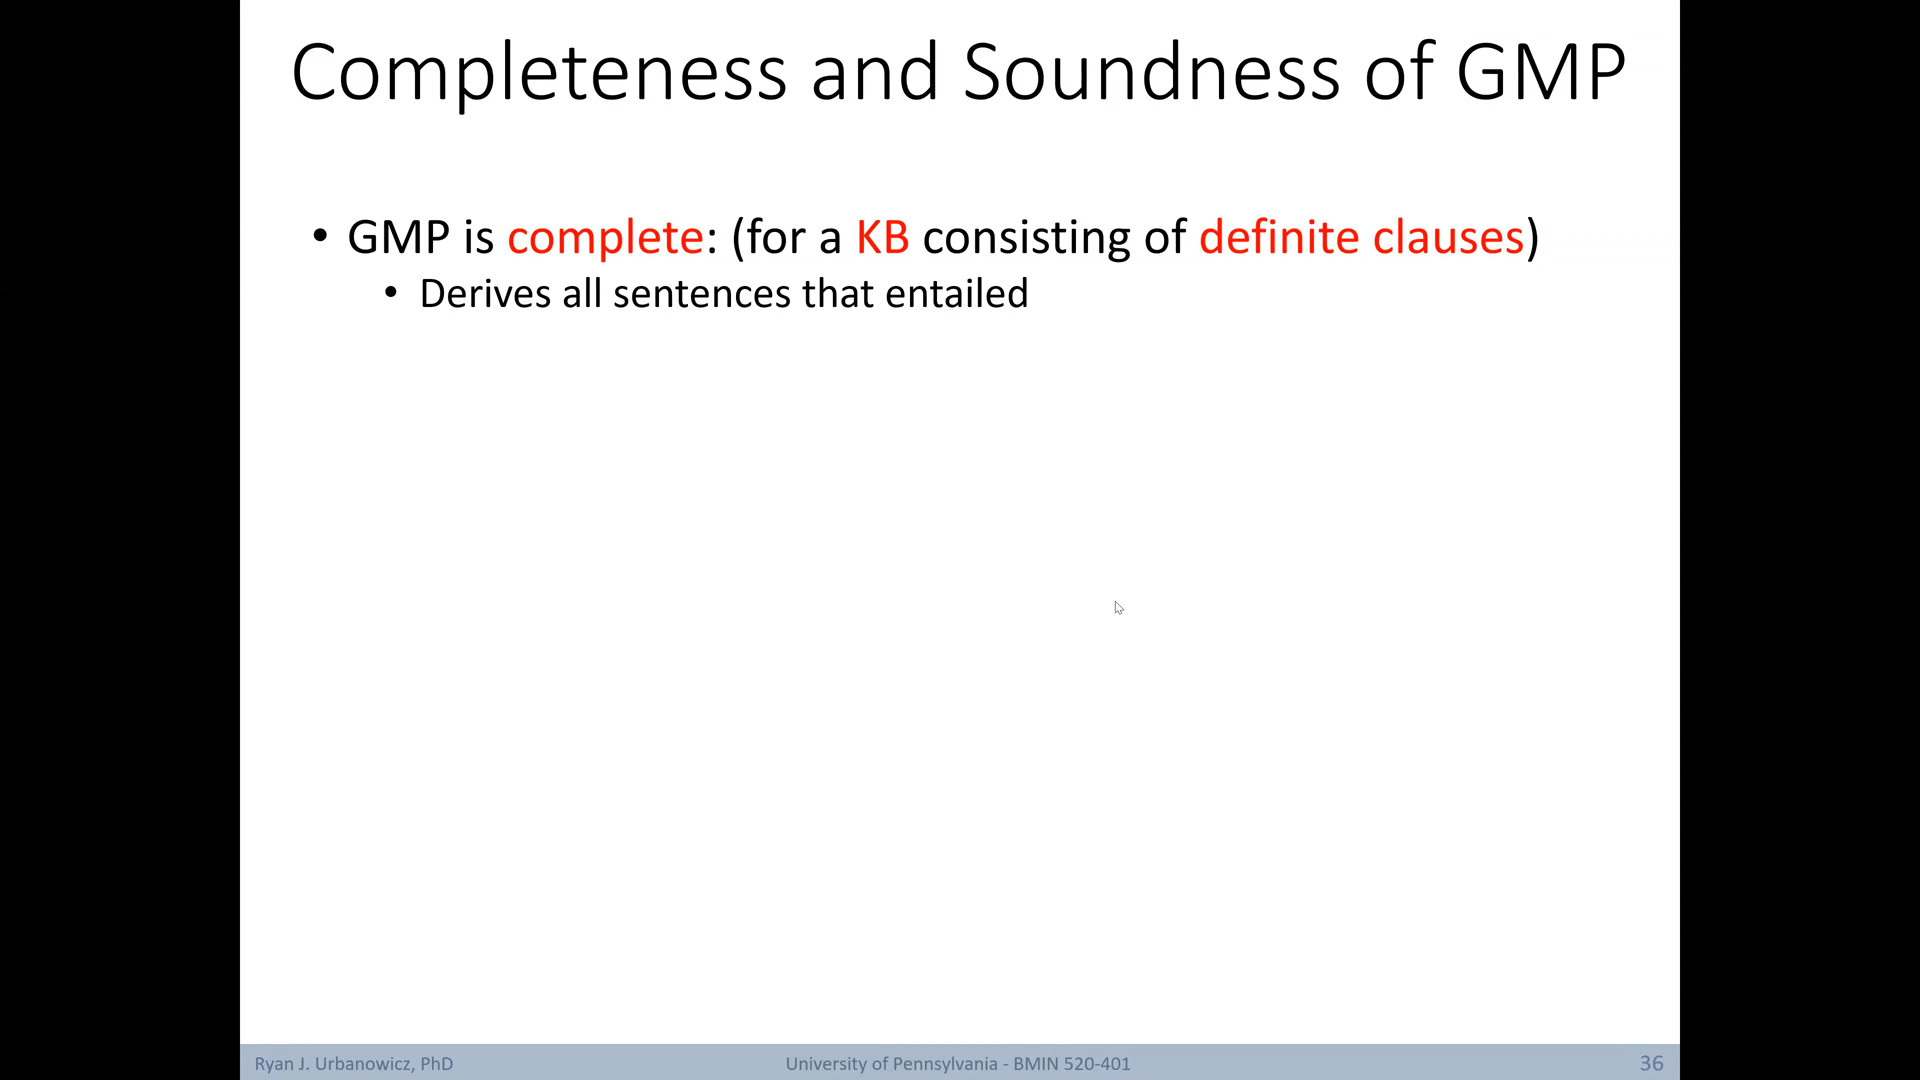 Completeness and Soundness of GMP
• GMP is complete: (for a KB consisting of definite clauses)
• Derives all sentences that entailed
Ryan J. Urbanowicz, PhD
University of Pennsylvania - BMIN 520-401
36